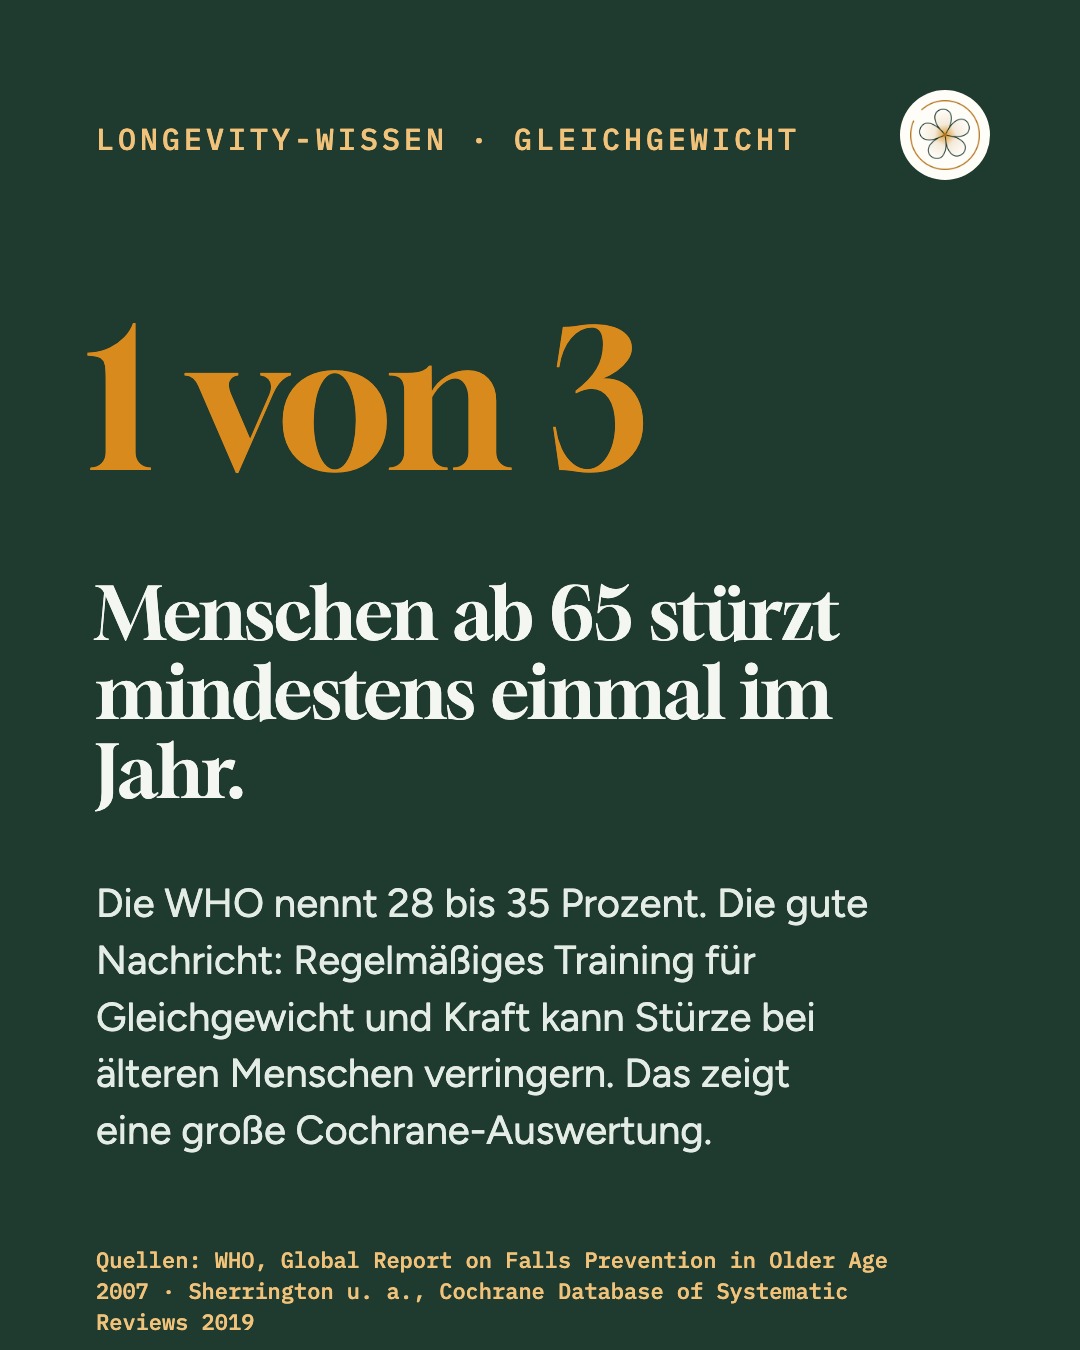 LONGEVITY-WISSEN · GLEICHGEWICHT
1 von 3
Menschen ab 65 stürzt
mindestens einmal im
Jahr.
Die WHO nennt 28 bis 35 Prozent. Die gute
Nachricht: Regelmäßiges Training für
Gleichgewicht und Kraft kann Stürze bei
älteren Menschen verringern. Das zeigt
eine große Cochrane-Auswertung.
Quellen: WHO, Global Report on Falls Prevention in Older Age
2007 · Sherrington u. a., Cochrane Database of Systematic
Reviews 2019